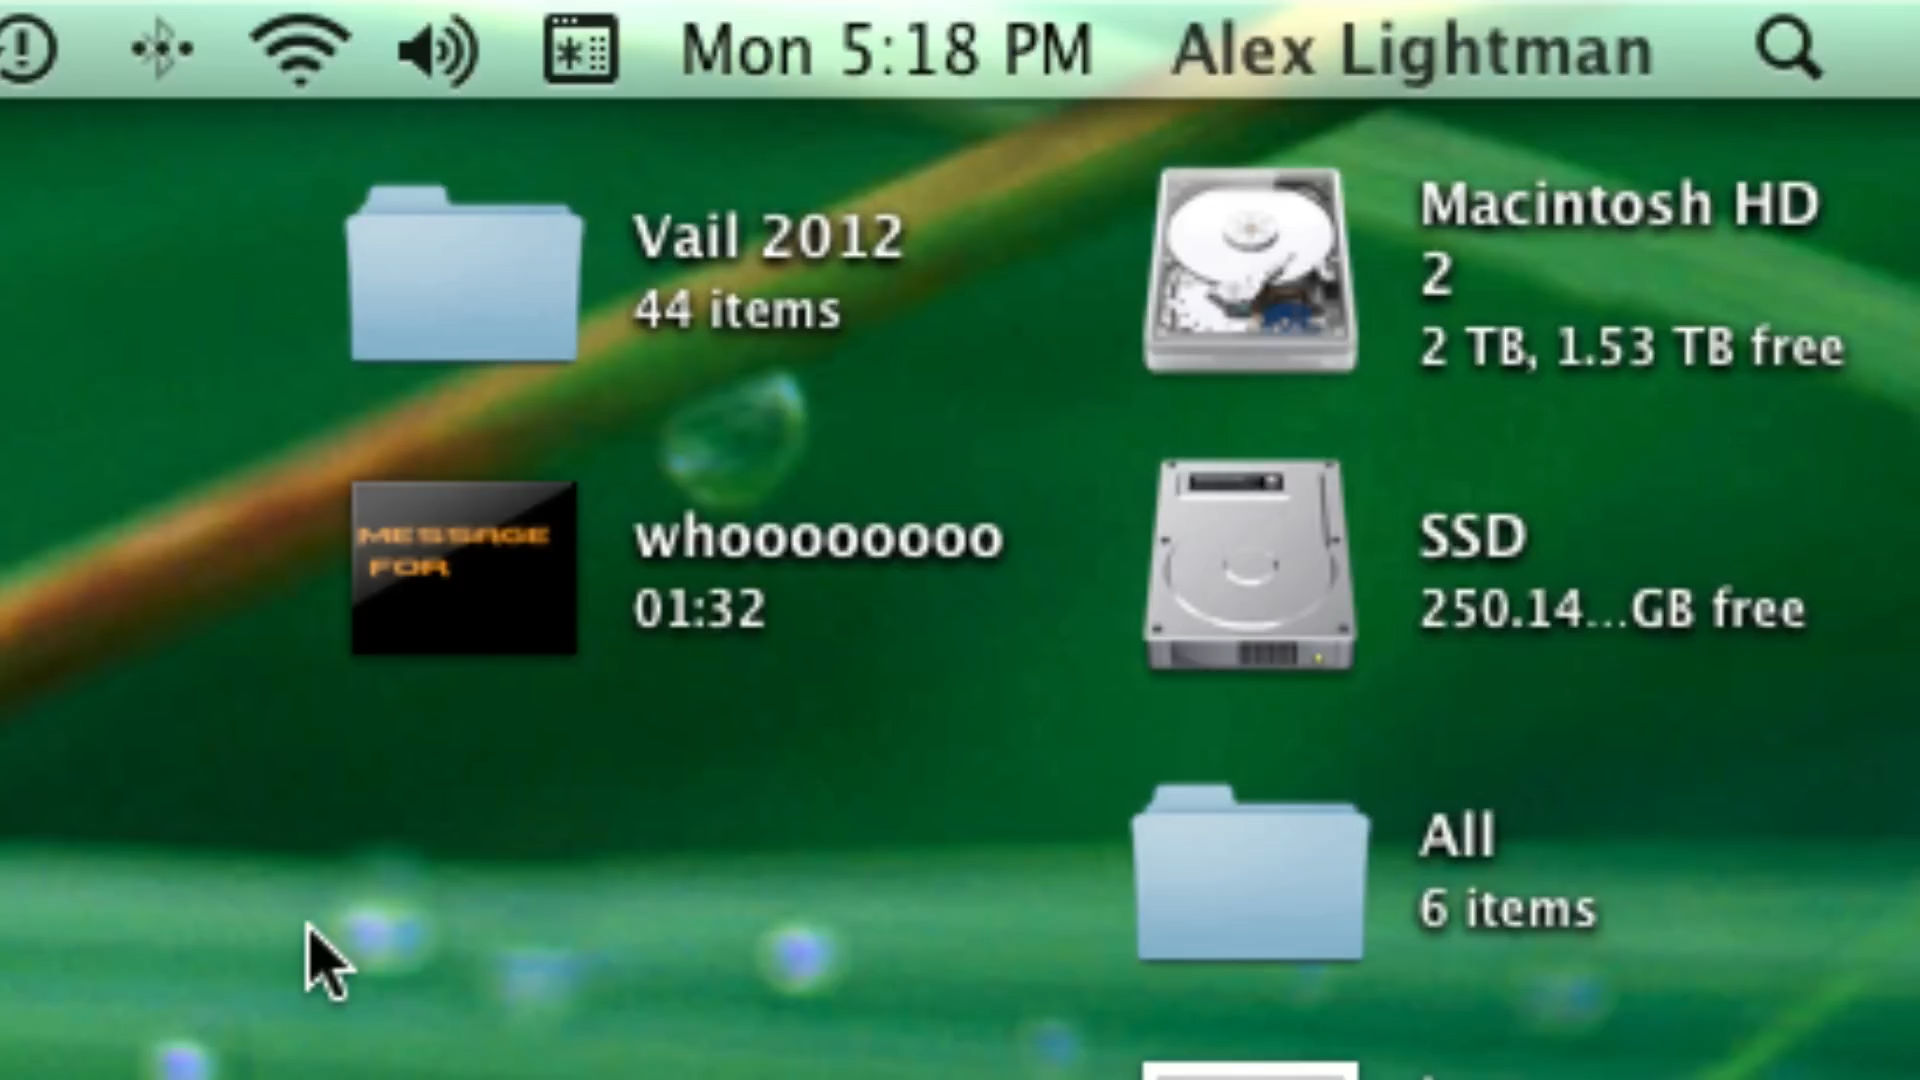 Mon 5:18 PM Alex Lightman
Vail 2012
44 items
Macintosh HD
2
2 TB, 1.53 TB free
MESSAGE
FOR
whoooooooo
01:32
SSD
250.14...GB free
All
6 items